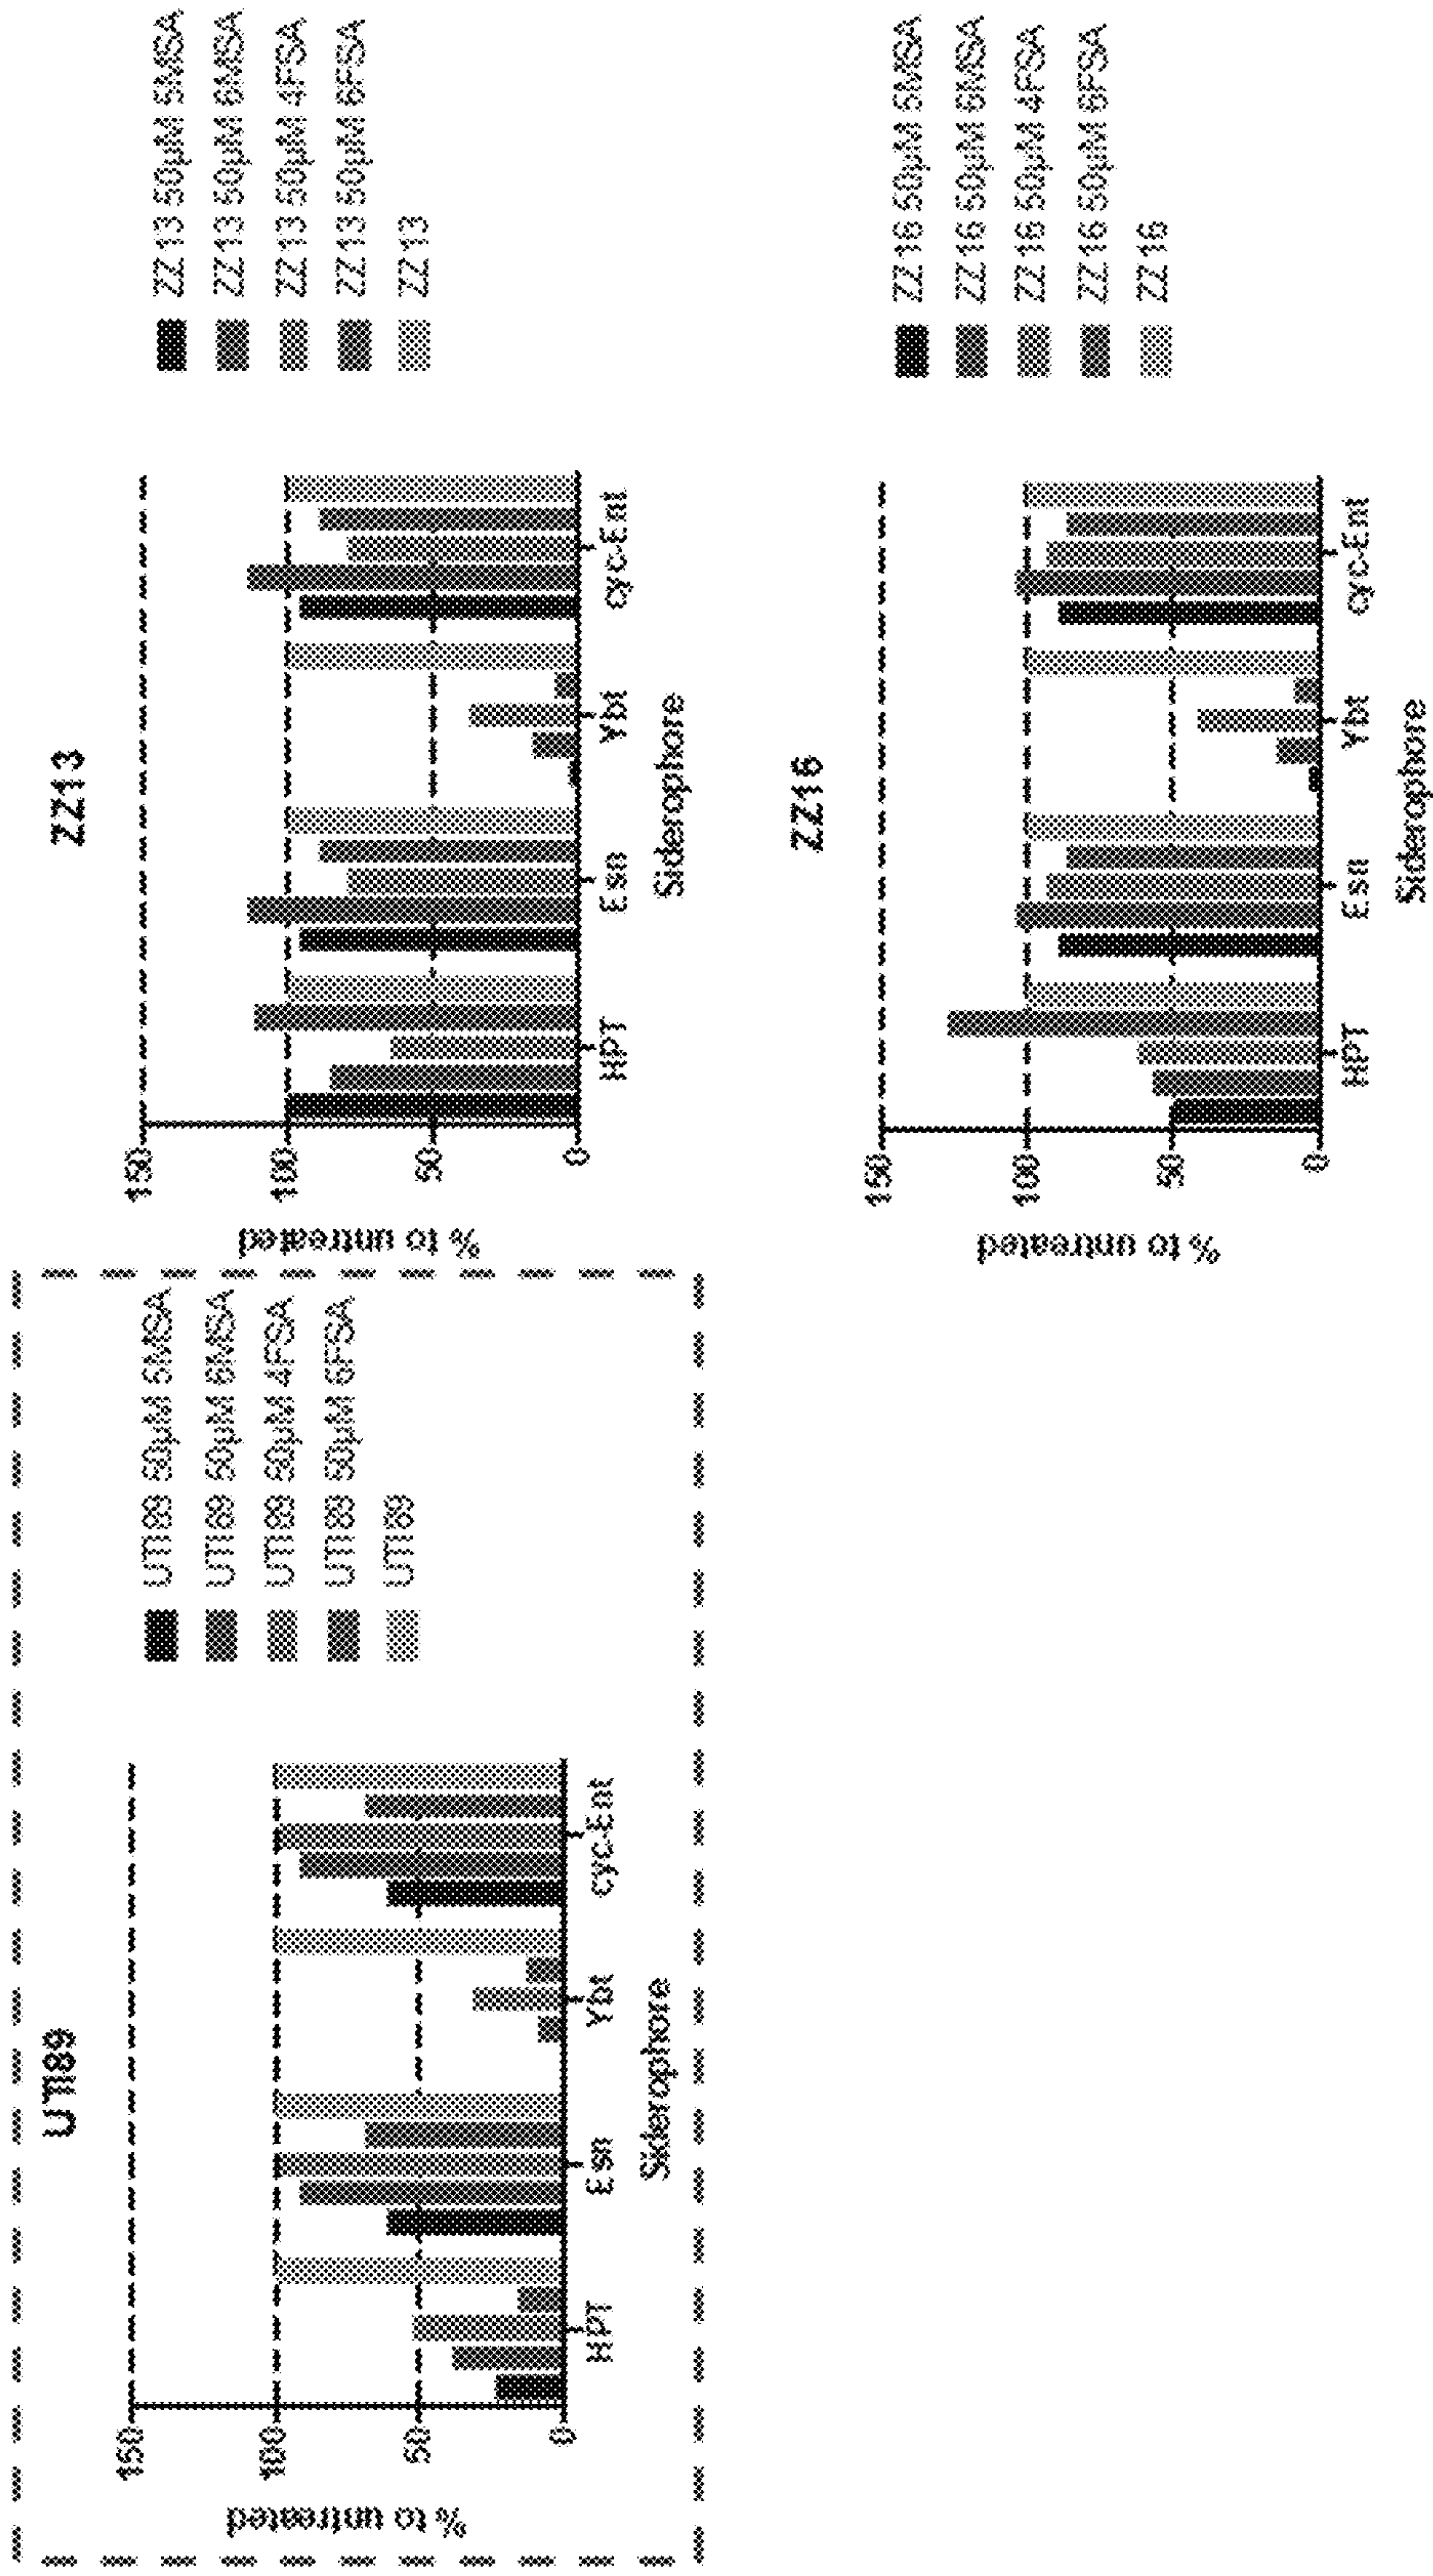 UTI89
% to untreated
150
100
50
0
HPT
Esn
Ybt
cyc-Ent
Siderophore
UTI89 50µM 5MSA
UTI89 50µM 6MSA
UTI89 50µM 4FSA
UTI89 50µM 6FSA
UTI89
ZZ13
% to untreated
150
100
50
0
HPT
Esn
Ybt
cyc-Ent
Siderophore
ZZ13 50µM 5MSA
ZZ13 50µM 6MSA
ZZ13 50µM 4FSA
ZZ13 50µM 6FSA
ZZ13
ZZ16
% to untreated
150
100
50
0
HPT
Esn
Ybt
cyc-Ent
Siderophore
ZZ16 50µM 5MSA
ZZ16 50µM 6MSA
ZZ16 50µM 4FSA
ZZ16 50µM 6FSA
ZZ16